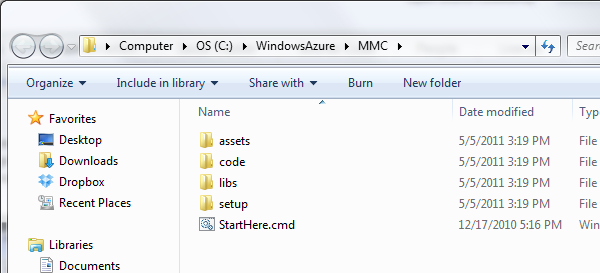 Computer OS (C:) WindowsAzure MMC Sear
Organize Include in library Share with Burn New folder
Favorites
Desktop
Downloads
Dropbox
Recent Places
Libraries
Documents
Name Date modified Typ
assets 5/5/2011 3:19 PM File
code 5/5/2011 3:19 PM File
libs 5/5/2011 3:19 PM File
setup 5/5/2011 3:19 PM File
StartHere.cmd 12/17/2010 5:16 PM Win